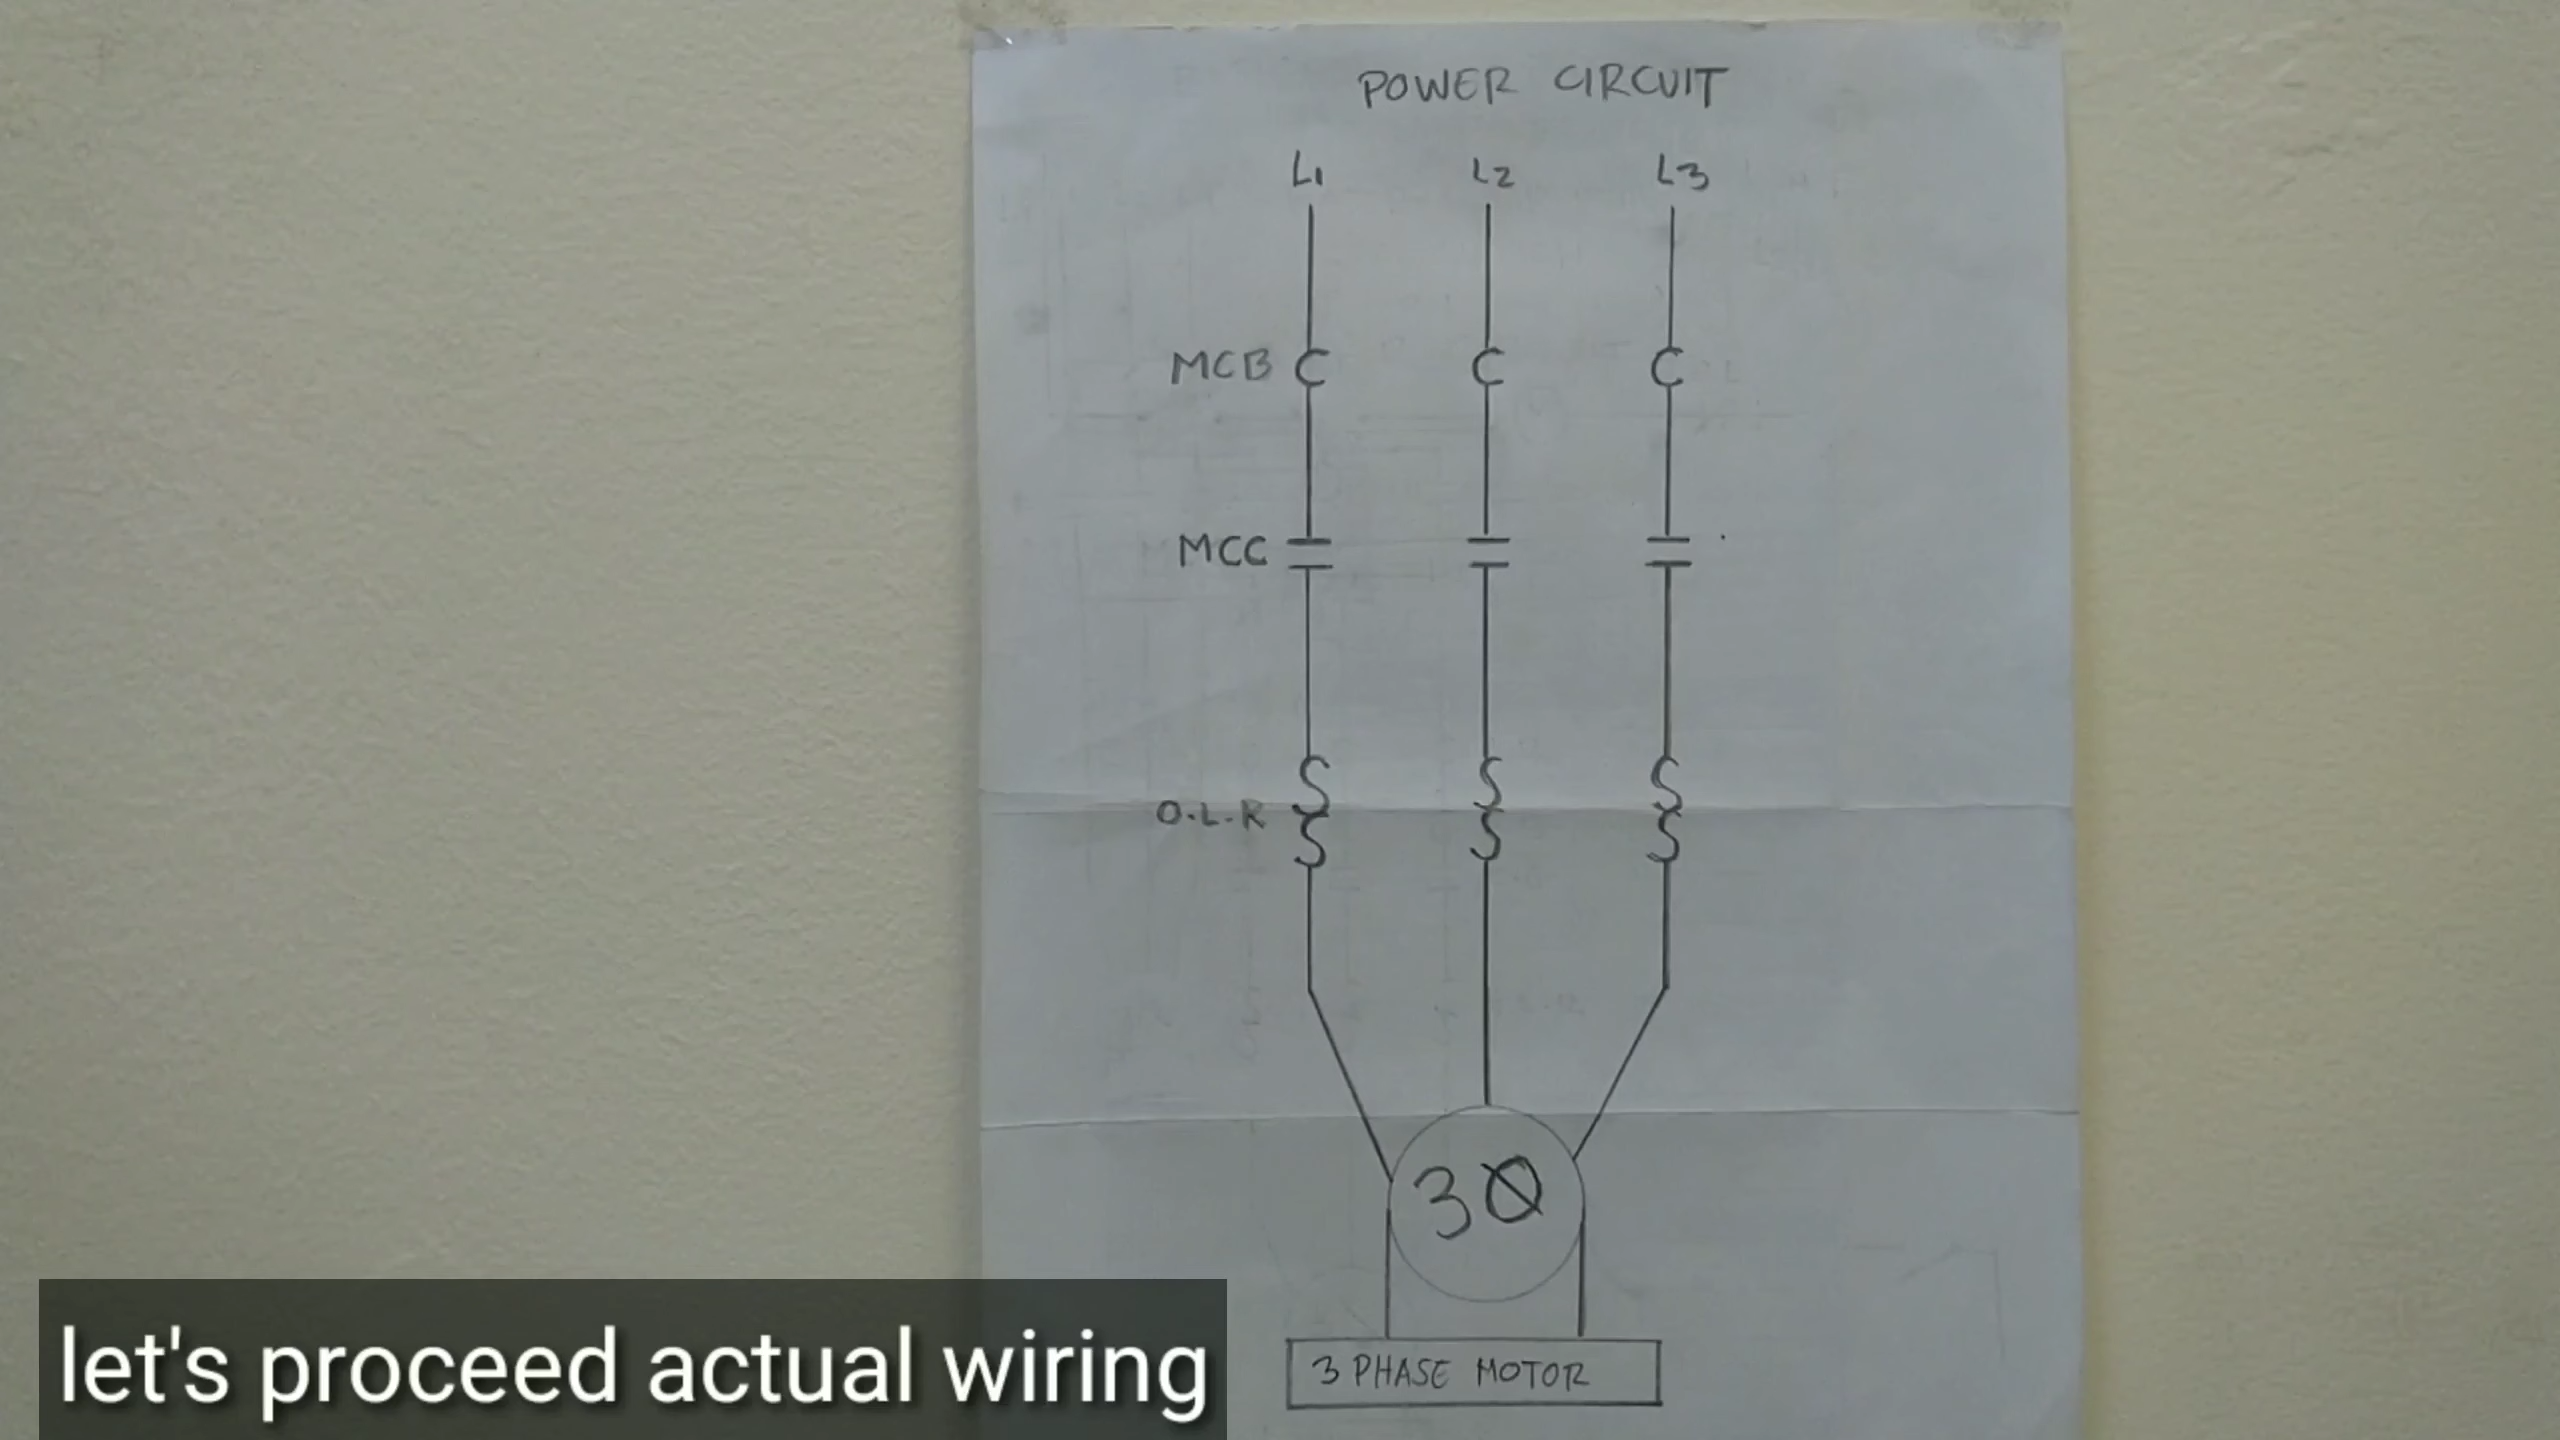 POWER CIRCUIT
L1 L2 L3
MCB
MCC
O.L.R
3Ø
3 PHASE MOTOR
let's proceed actual wiring